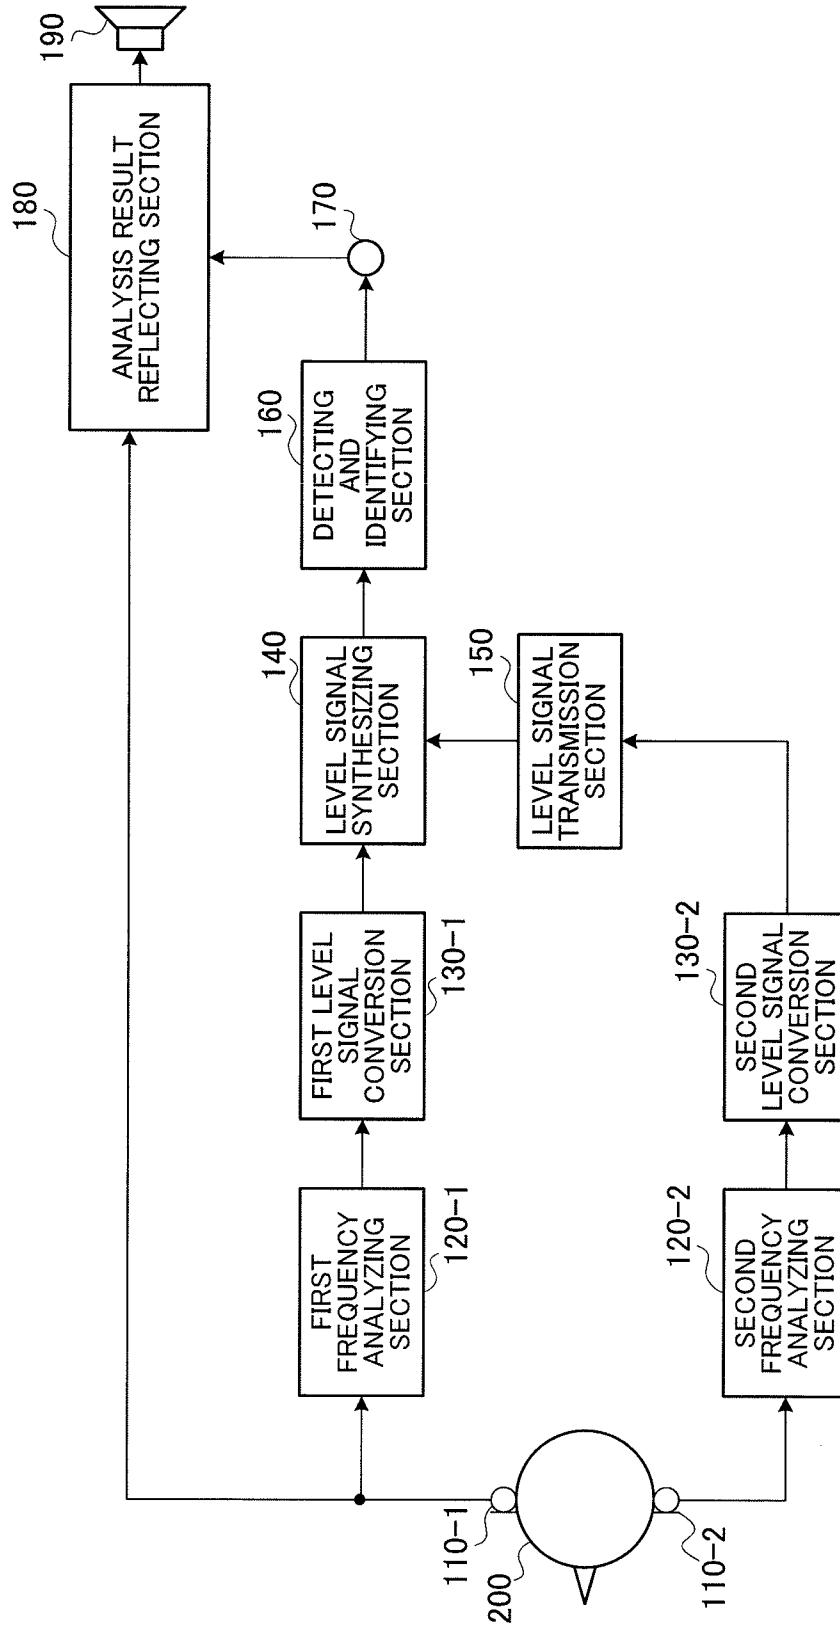 190
180
ANALYSIS RESULT
REFLECTING SECTION
170
160
DETECTING
AND
IDENTIFYING
SECTION
140
LEVEL SIGNAL
SYNTHESIZING
SECTION
150
LEVEL SIGNAL
TRANSMISSION
SECTION
FIRST LEVEL
SIGNAL
CONVERSION
SECTION
130-1
130-2
SECOND
LEVEL SIGNAL
CONVERSION
SECTION
FIRST
FREQUENCY
ANALYZING
SECTION
120-1
120-2
SECOND
FREQUENCY
ANALYZING
SECTION
110-1
200
110-2